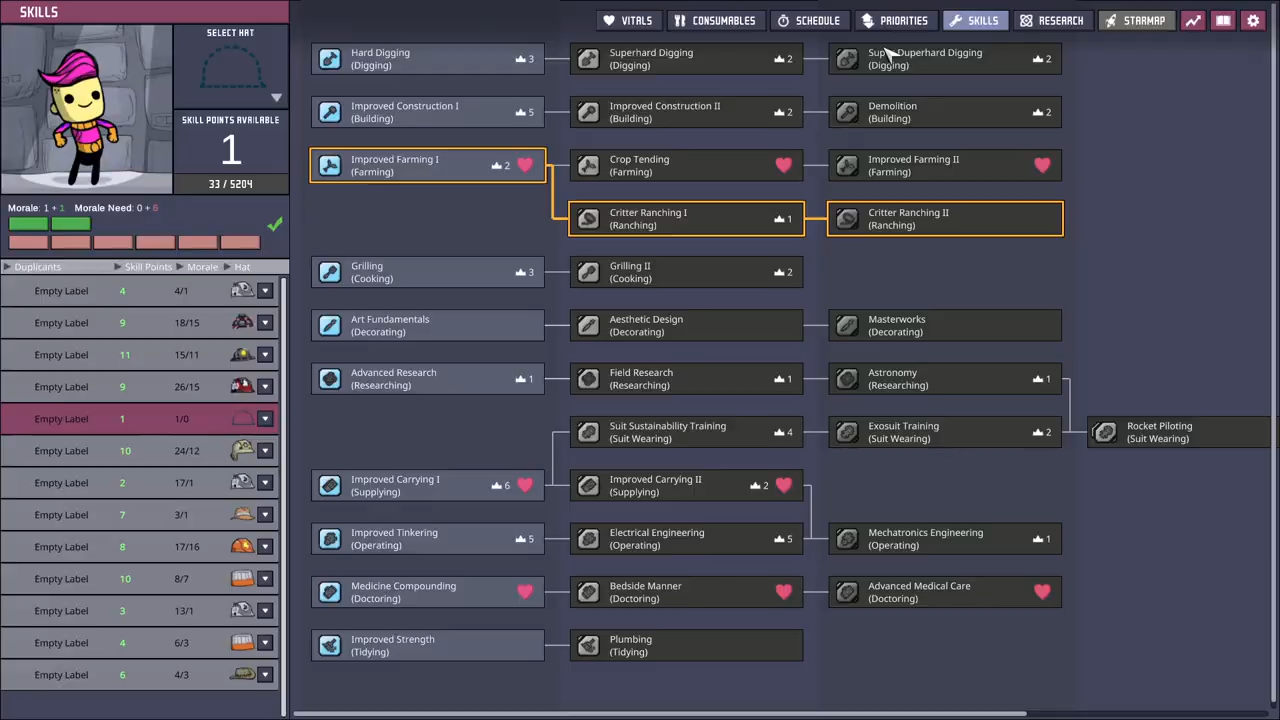 SKILLS
VITALS
CONSUMABLES
SCHEDULE
PRIORITIES
SKILLS
RESEARCH
STARMAP
SELECT HAT
SKILL POINTS AVAILABLE
1
33 / 5204
Morale: 1 + 1 Morale Need: 0 + 6
Duplicants Skill Points Morale Hat
Empty Label 4 4/1
Empty Label 9 18/15
Empty Label 11 15/11
Empty Label 9 26/15
Empty Label 1 1/0
Empty Label 10 24/12
Empty Label 2 17/1
Empty Label 7 3/1
Empty Label 8 17/16
Empty Label 10 8/7
Empty Label 3 13/1
Empty Label 4 6/3
Empty Label 6 4/3
Hard Digging
(Digging)
3
Superhard Digging
(Digging)
2
Duperhard Digging
(Digging)
2
Improved Construction I
(Building)
5
Improved Construction II
(Building)
2
Demolition
(Building)
2
Improved Farming I
(Farming)
2
Crop Tending
(Farming)
Improved Farming II
(Farming)
Critter Ranching I
(Ranching)
1
Critter Ranching II
(Ranching)
Grilling
(Cooking)
3
Grilling II
(Cooking)
2
Art Fundamentals
(Decorating)
Aesthetic Design
(Decorating)
Masterworks
(Decorating)
Advanced Research
(Researching)
1
Field Research
(Researching)
1
Astronomy
(Researching)
1
Suit Sustainability Training
(Suit Wearing)
4
Exosuit Training
(Suit Wearing)
2
Rocket Piloting
(Suit Wearing)
Improved Carrying I
(Supplying)
6
Improved Carrying II
(Supplying)
2
Improved Tinkering
(Operating)
5
Electrical Engineering
(Operating)
5
Mechatronics Engineering
(Operating)
1
Medicine Compounding
(Doctoring)
Bedside Manner
(Doctoring)
Advanced Medical Care
(Doctoring)
Improved Strength
(Tidying)
Plumbing
(Tidying)